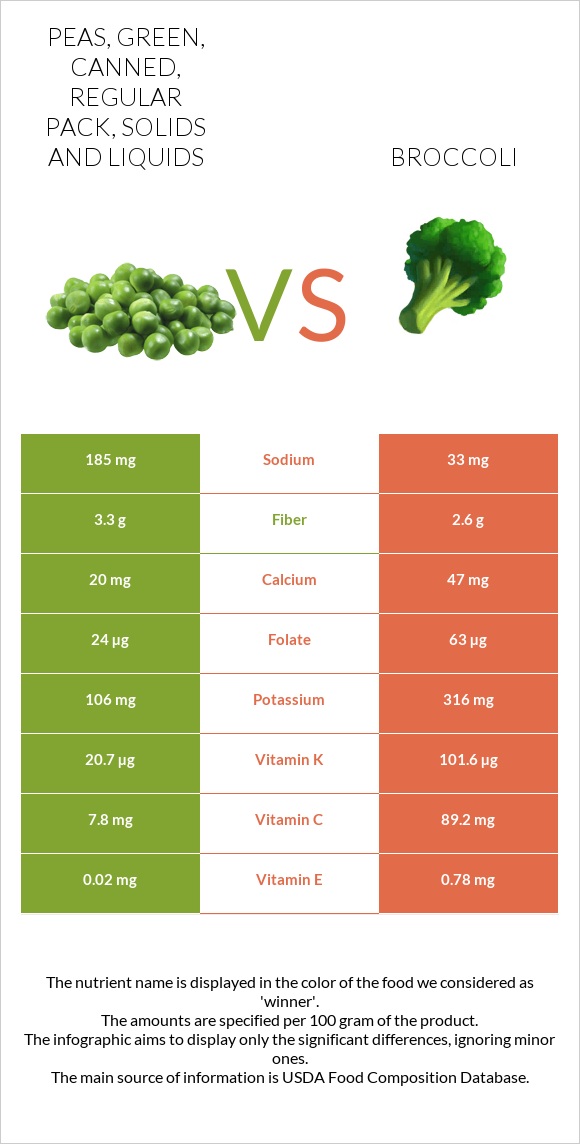 PEAS, GREEN,
CANNED,
REGULAR
PACK, SOLIDS
AND LIQUIDS
BROCCOLI
VS
185 mg Sodium 33 mg
3.3 g Fiber 2.6 g
20 mg Calcium 47 mg
24 µg Folate 63 µg
106 mg Potassium 316 mg
20.7 µg Vitamin K 101.6 µg
7.8 mg Vitamin C 89.2 mg
0.02 mg Vitamin E 0.78 mg
The nutrient name is displayed in the color of the food we considered as
'winner'.
The amounts are specified per 100 gram of the product.
The infographic aims to display only the significant differences, ignoring minor
ones.
The main source of information is USDA Food Composition Database.